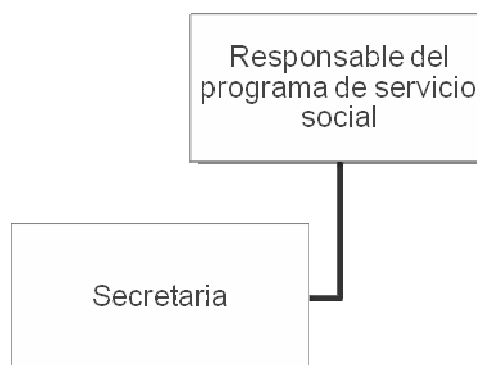 Responsable del
programa de servicio
social
Secretaria